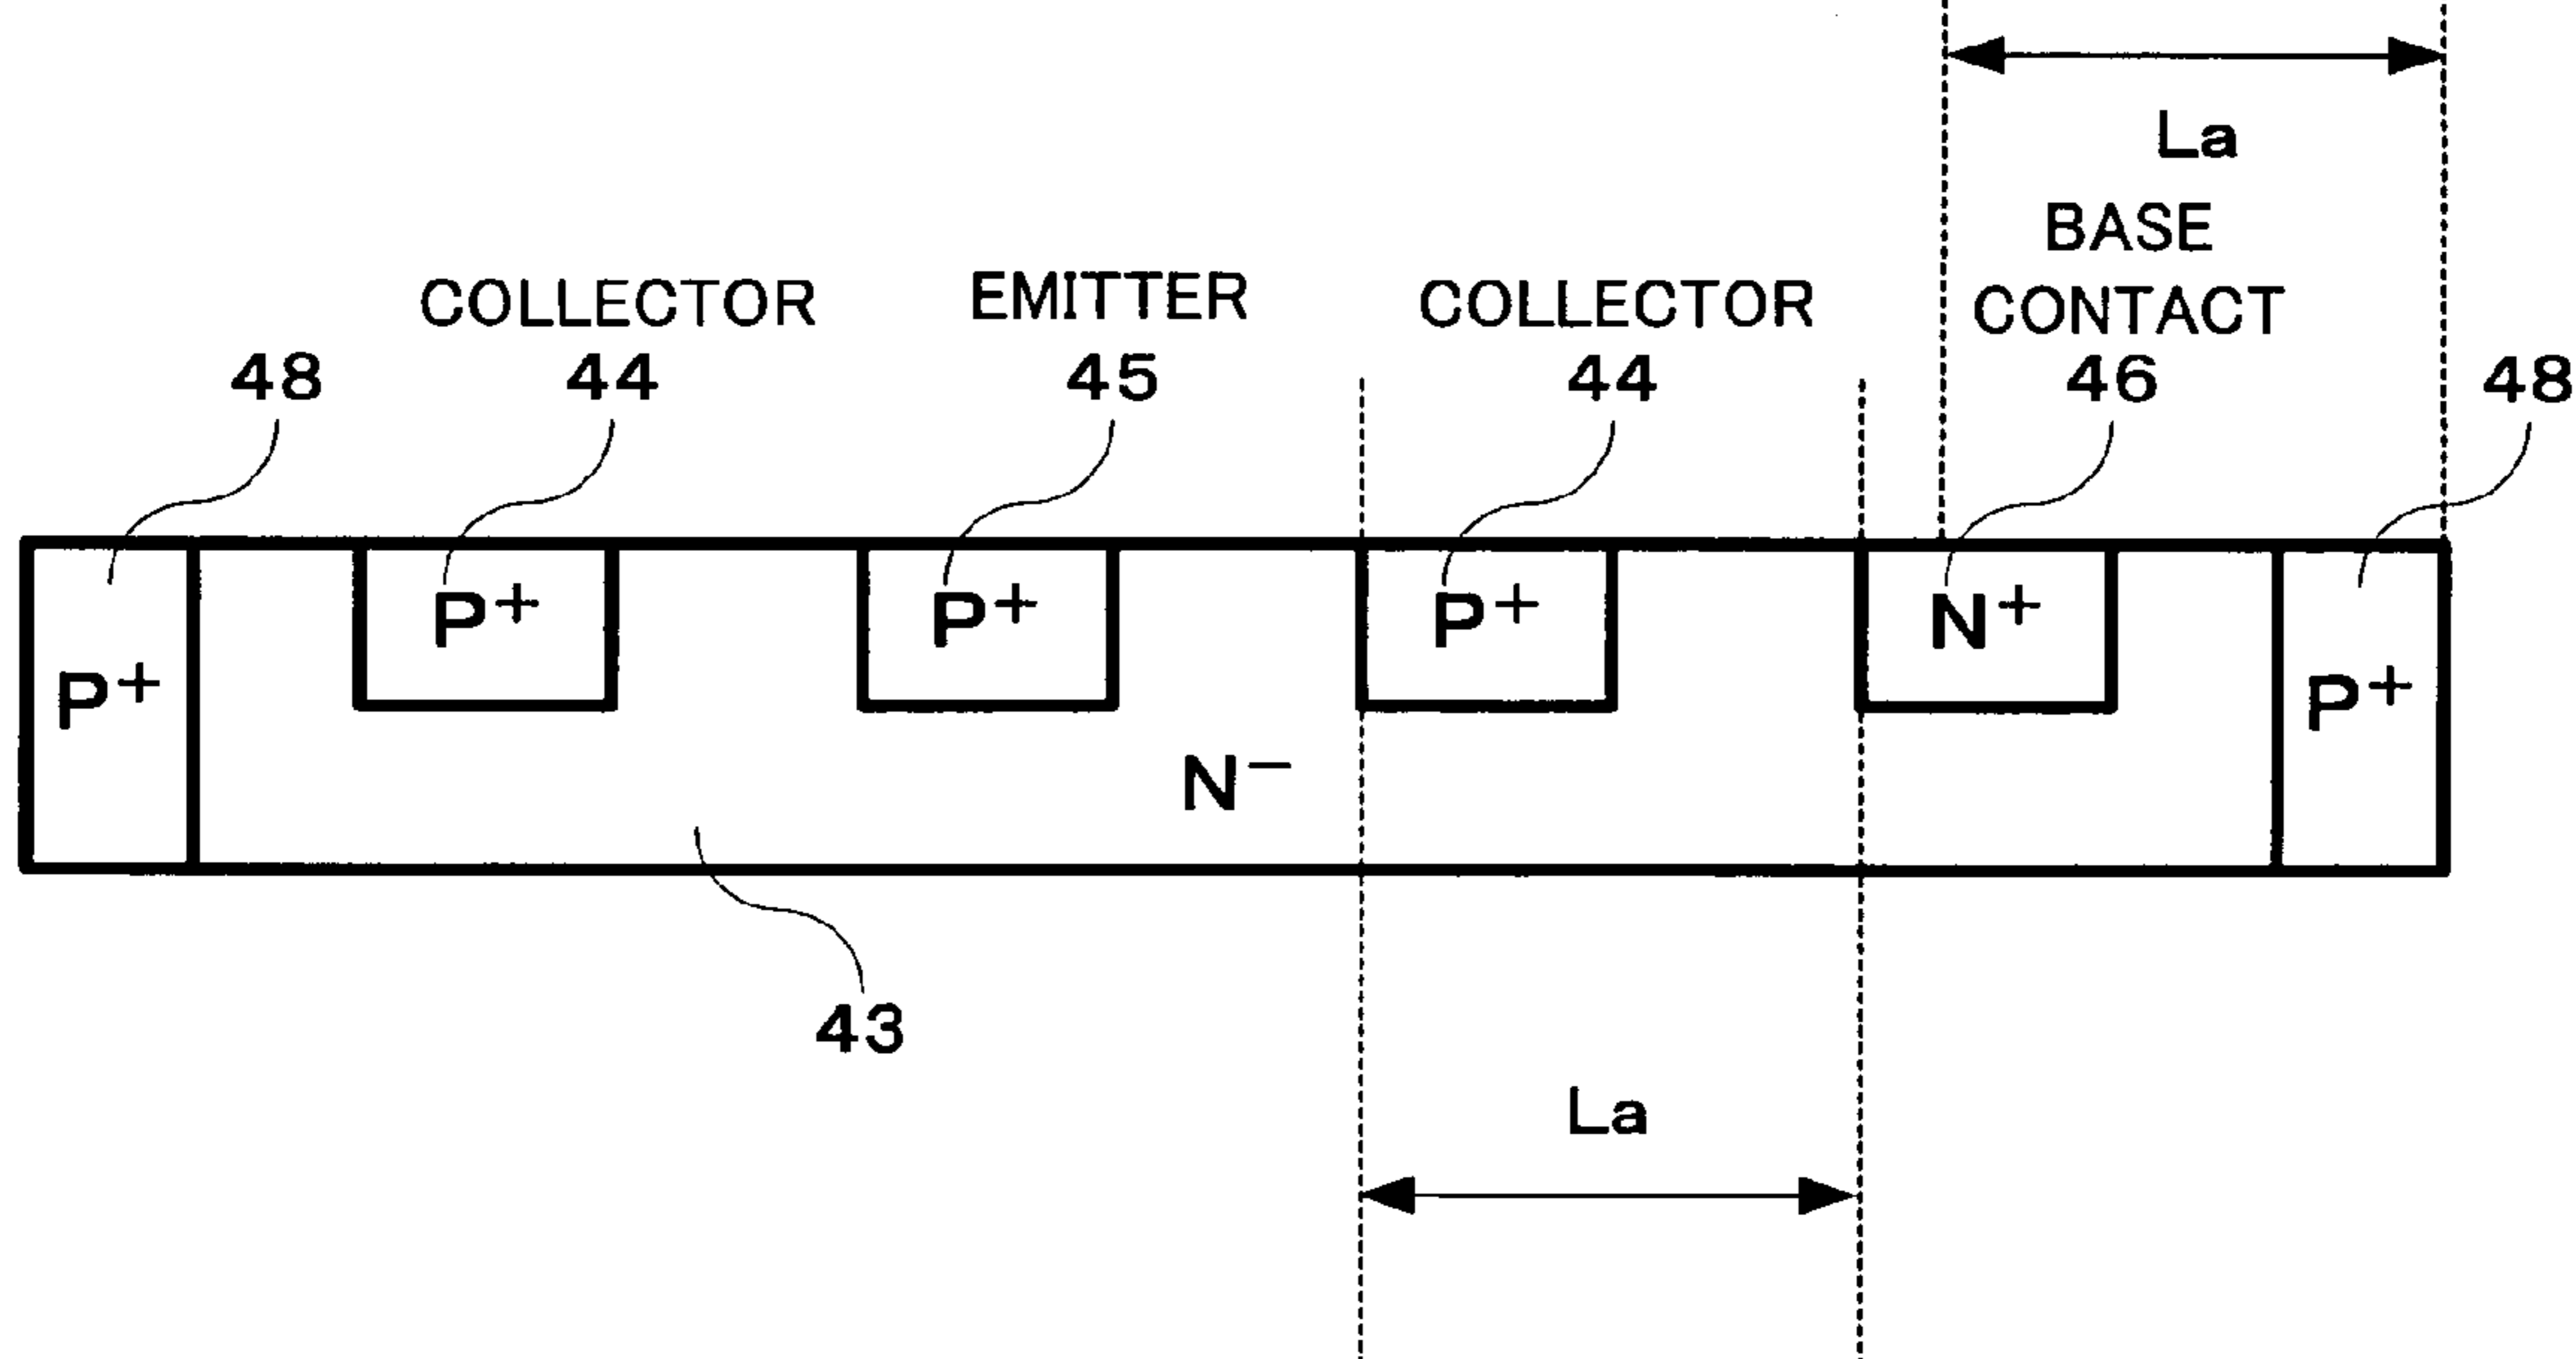 La
BASE
CONTACT
COLLECTOR
EMITTER
COLLECTOR
48
44
45
44
46
48
P+
P+
P+
N+
P+
P+
N−
43
La